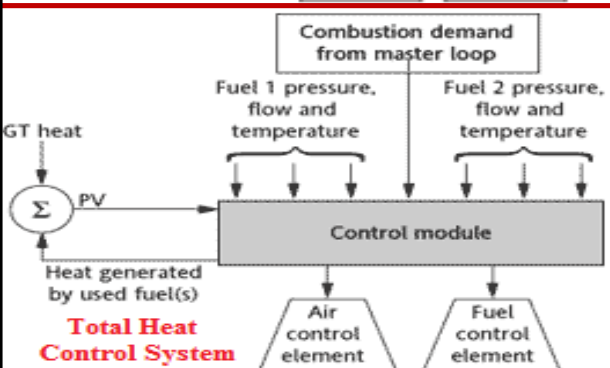 Combustion demand
from master loop
Fuel 1 pressure,
flow and
temperature
Fuel 2 pressure,
flow and
temperature
GT heat
Σ
PV
Control module
Heat generated
by used fuel(s)
Total Heat
Control System
Air
control
element
Fuel
control
element